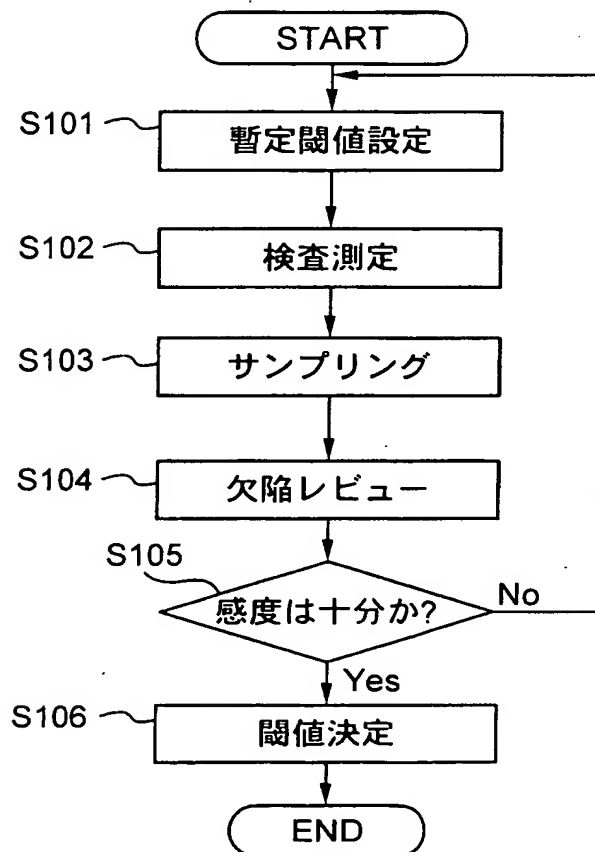 START
S101
暫定閾値設定
S102
検査測定
S103
サンプリング
S104
欠陥レビュー
S105
感度は十分か?
No
Yes
S106
閾値決定
END